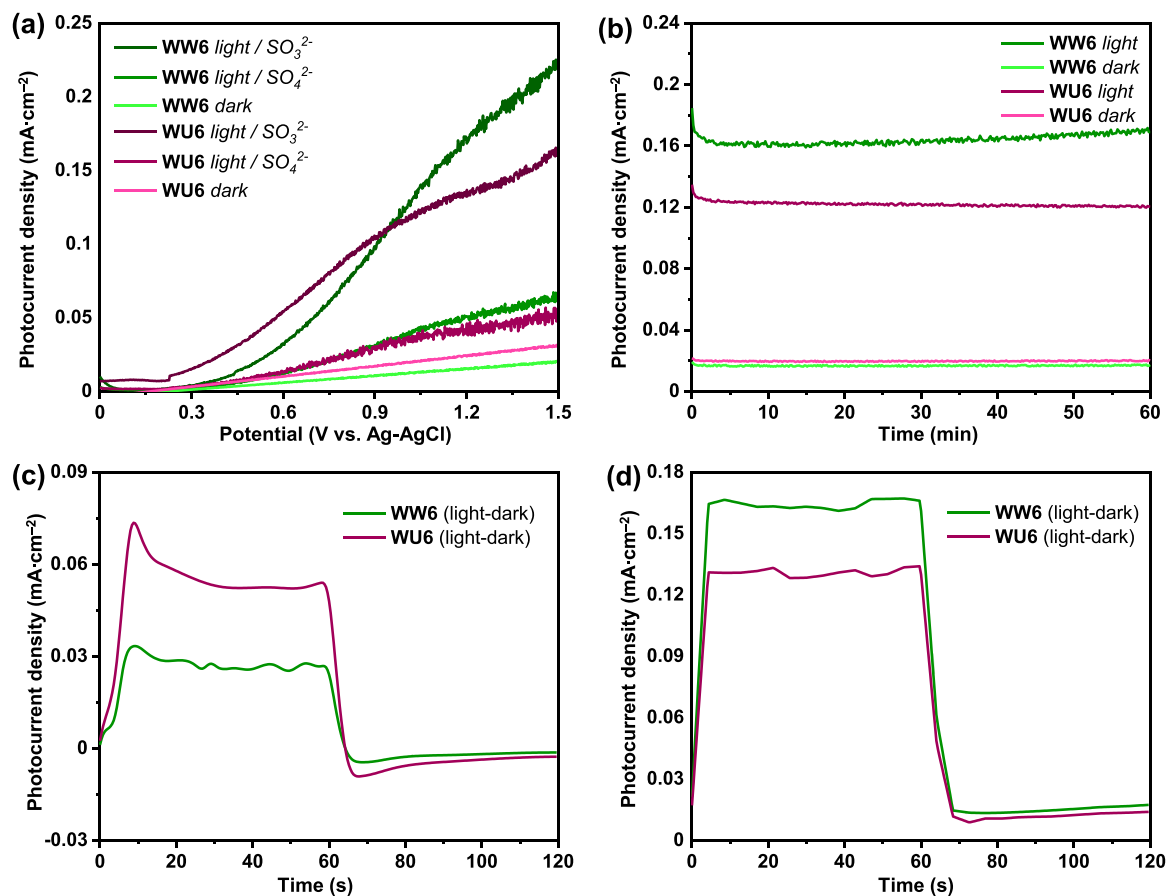 (a)
0.25
0.2
0.15
0.1
0.05
0
Photocurrent density (mA·cm⁻²)
WW6 light / SO₃²⁻
WW6 light / SO₄²⁻
WW6 dark
WU6 light / SO₃²⁻
WU6 light / SO₄²⁻
WU6 dark
0 0.3 0.6 0.9 1.2 1.5
Potential (V vs. Ag-AgCl)
(b)
0.24
0.2
0.16
0.12
0.08
0.04
0
Photocurrent density (mA·cm⁻²)
WW6 light
WW6 dark
WU6 light
WU6 dark
0 10 20 30 40 50 60
Time (min)
(c)
0.09
0.06
0.03
0
-0.03
Photocurrent density (mA·cm⁻²)
WW6 (light-dark)
WU6 (light-dark)
0 20 40 60 80 100 120
Time (s)
(d)
0.18
0.15
0.12
0.09
0.06
0.03
0
Photocurrent density (mA·cm⁻²)
WW6 (light-dark)
WU6 (light-dark)
0 20 40 60 80 100 120
Time (s)